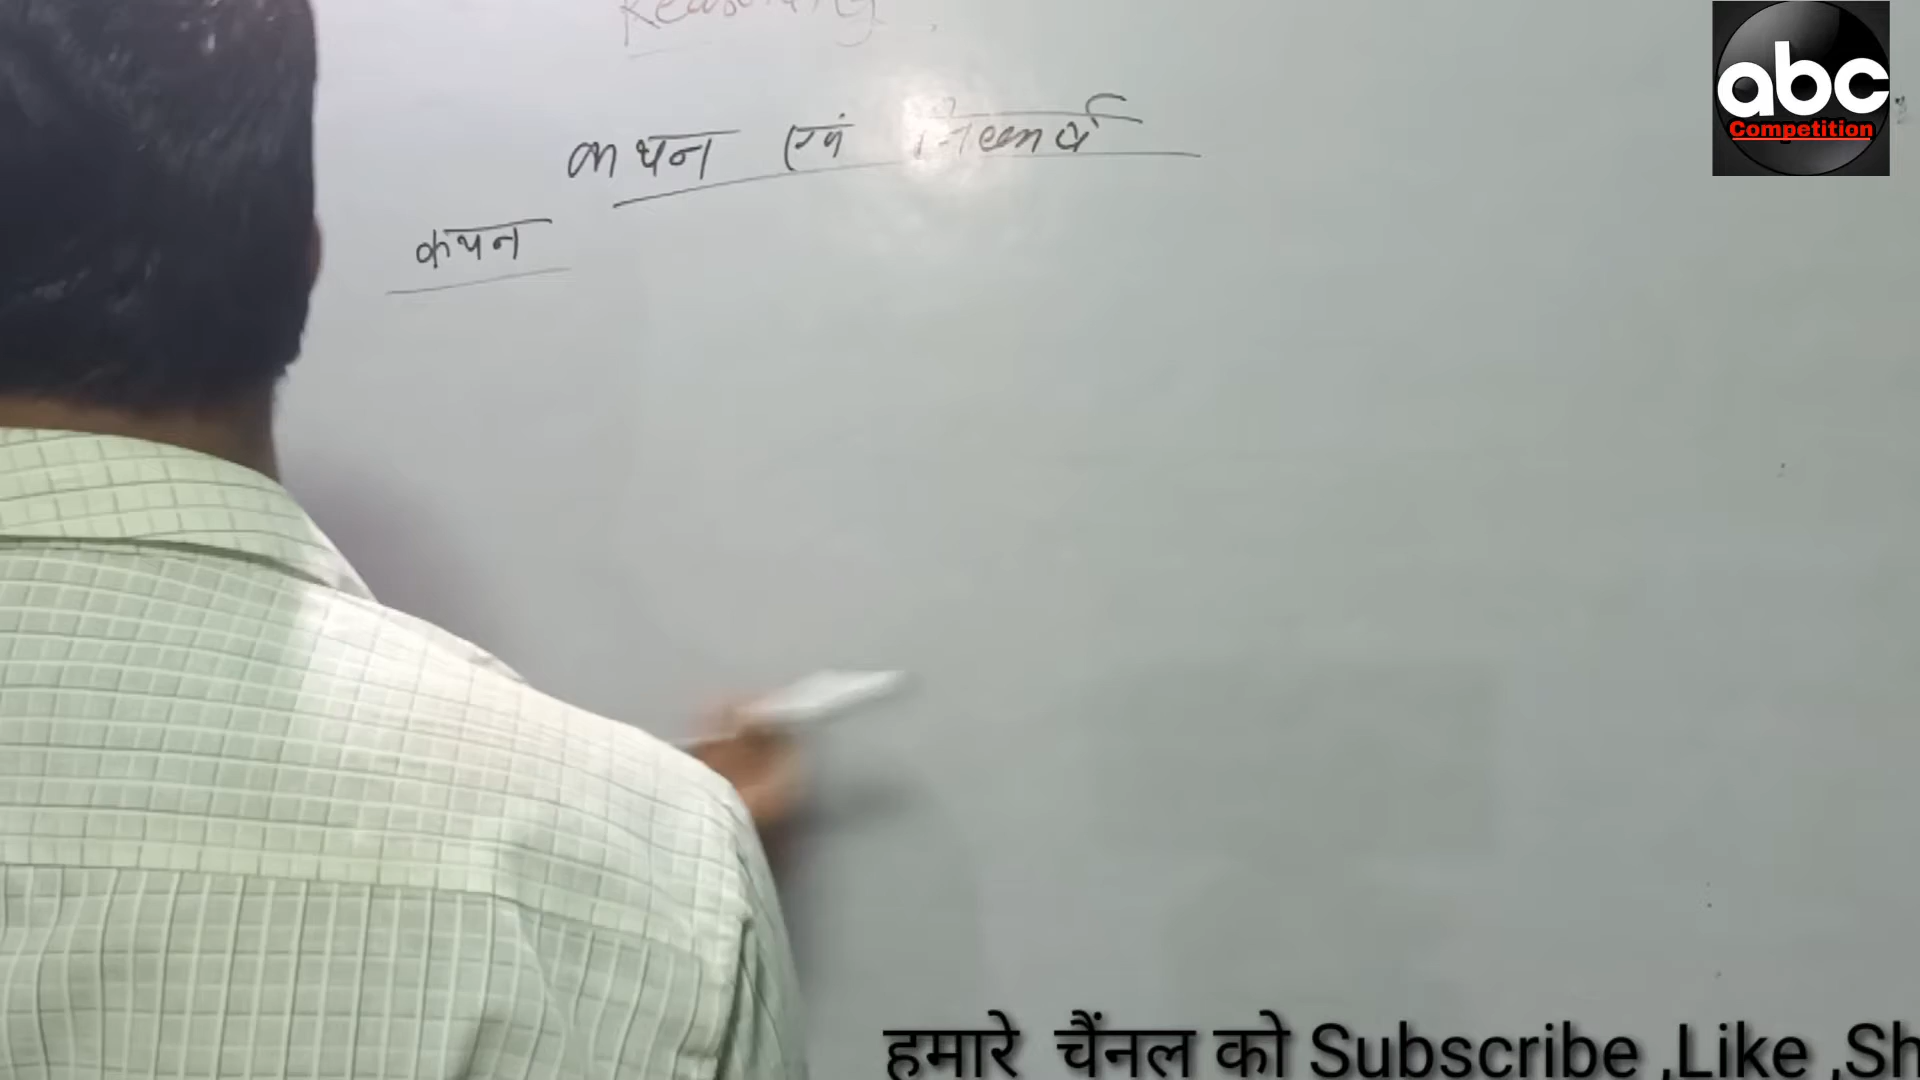 Reasoning
कथन एवं निष्कर्ष
कथन
abc
Competition
हमारे चैंनल को Subscribe ,Like ,Sh